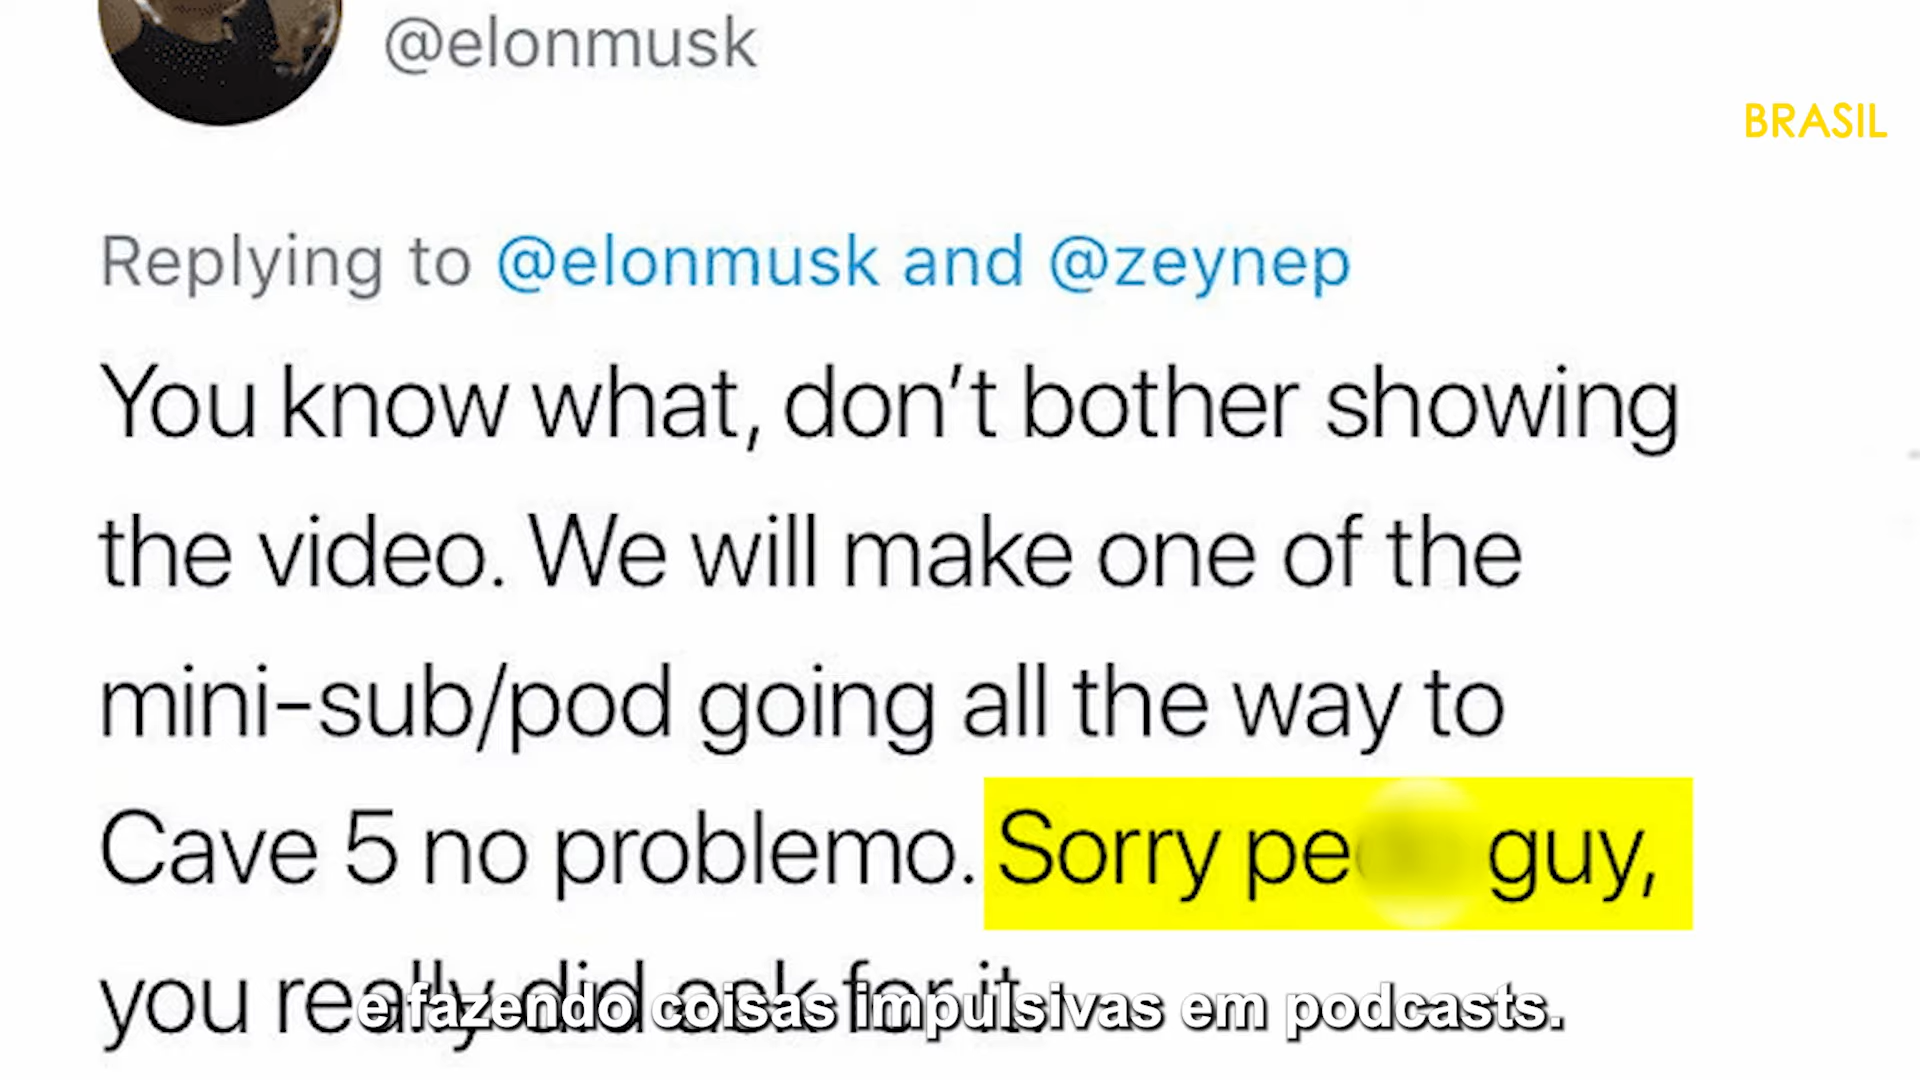 @elonmusk
BRASIL
Replying to @elonmusk and @zeynep
You know what, don't bother showing
the video. We will make one of the
mini-sub/pod going all the way to
Cave 5 no problemo. Sorry pe guy,
you really did ask for it.
e fazendo coisas impulsivas em podcasts.